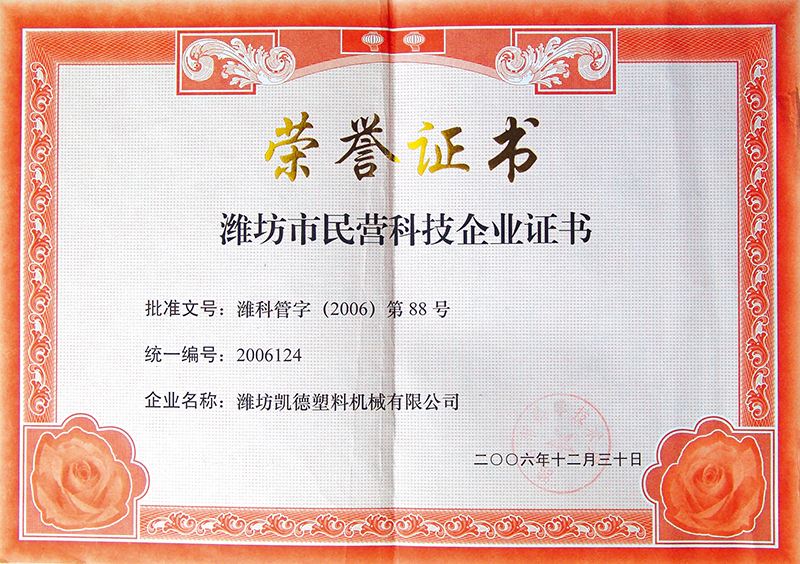 荣誉证书
潍坊市民营科技企业证书
批准文号：潍科管字（2006）第 88 号
统一编号：2006124
企业名称：潍坊凯德塑料机械有限公司
二〇〇六年十二月三十日